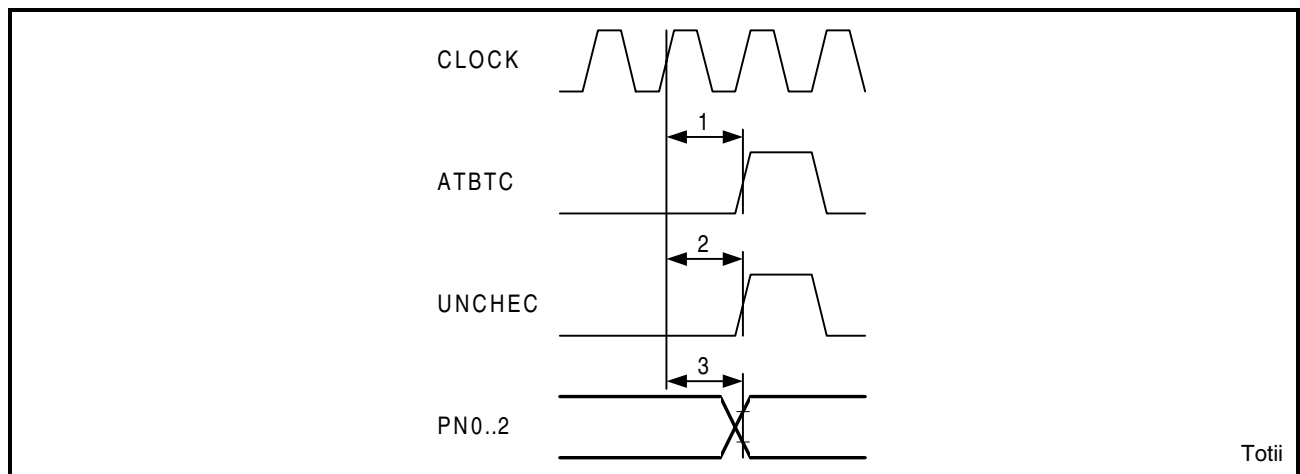 CLOCK
1
ATBTC
2
UNCHEC
3
PN0..2
Totii